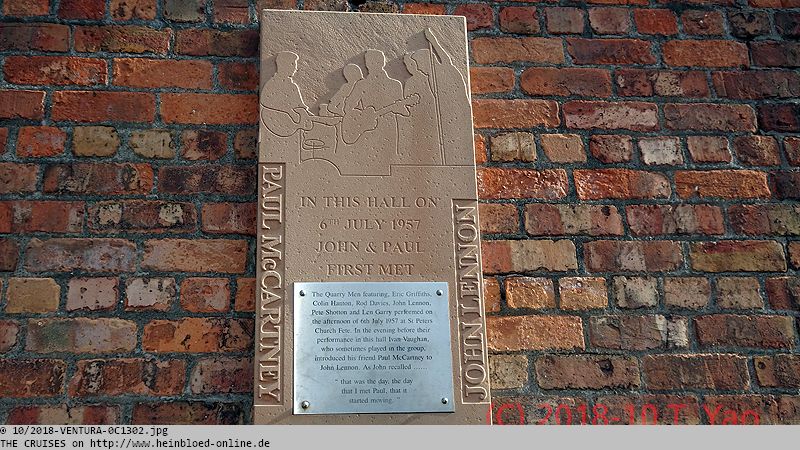 IN THIS HALL ON
6TH JULY 1957
JOHN & PAUL
FIRST MET
PAUL McCARTNEY
JOHN LENNON
The Quarry Men featuring, Eric Griffiths,
Colin Hanton, Rod Davies, John Lennon,
Pete Shotton and Len Garry performed on
the afternoon of 6th July 1957 at St Peters
Church Fete. In the evening before their
performance in this hall Ivan Vaughan,
who sometimes played in the group,
introduced his friend Paul McCartney to
John Lennon. As John recalled ......
" that was the day, the day
that I met Paul, that it
started moving. "
(C) 2018-10 T. Yao
© 10/2018-VENTURA-0C1302.jpg
THE CRUISES on http://www.heinbloed-online.de